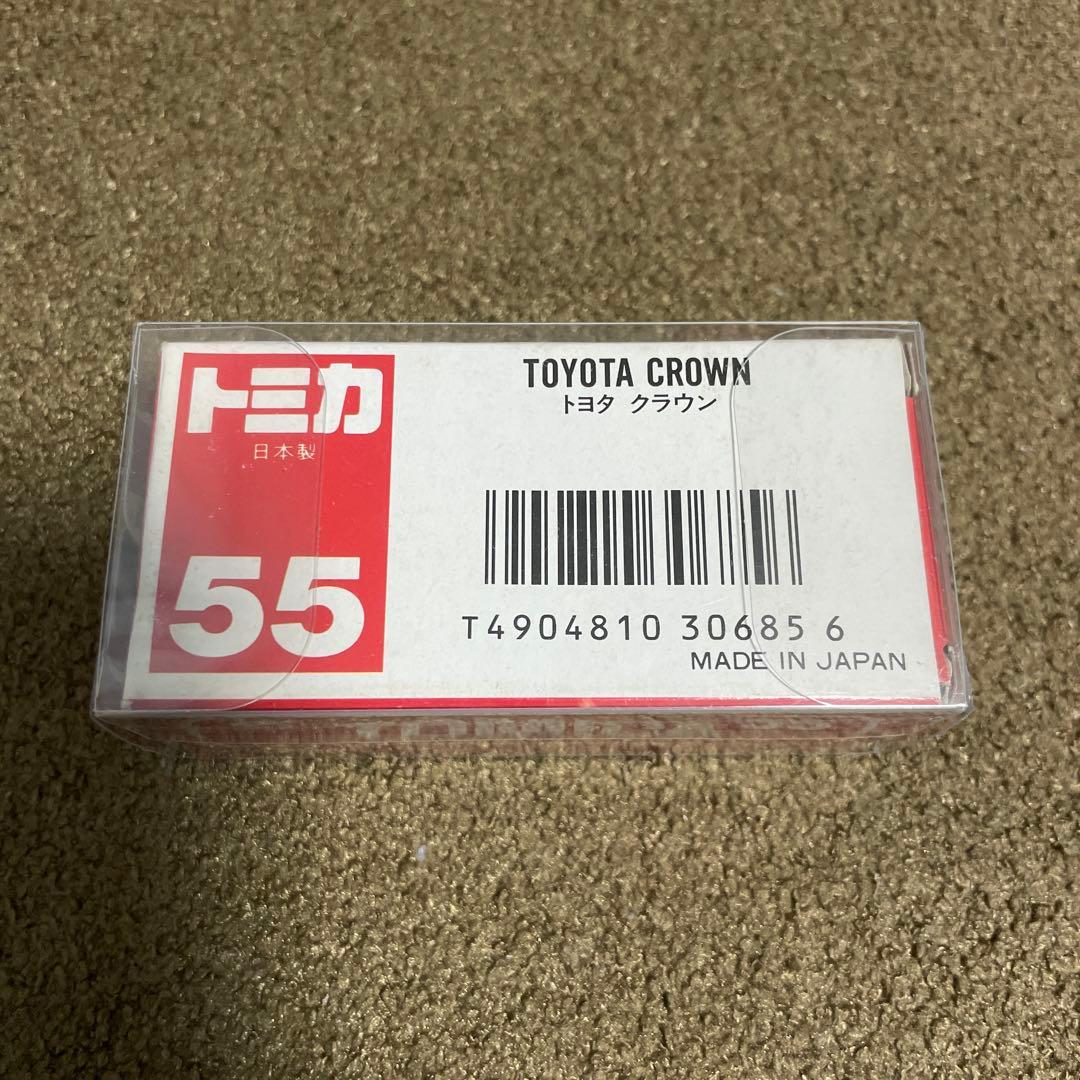 トミカ
日本製
55
TOYOTA CROWN
トヨタ クラウン
T4904810 30685 6
MADE IN JAPAN